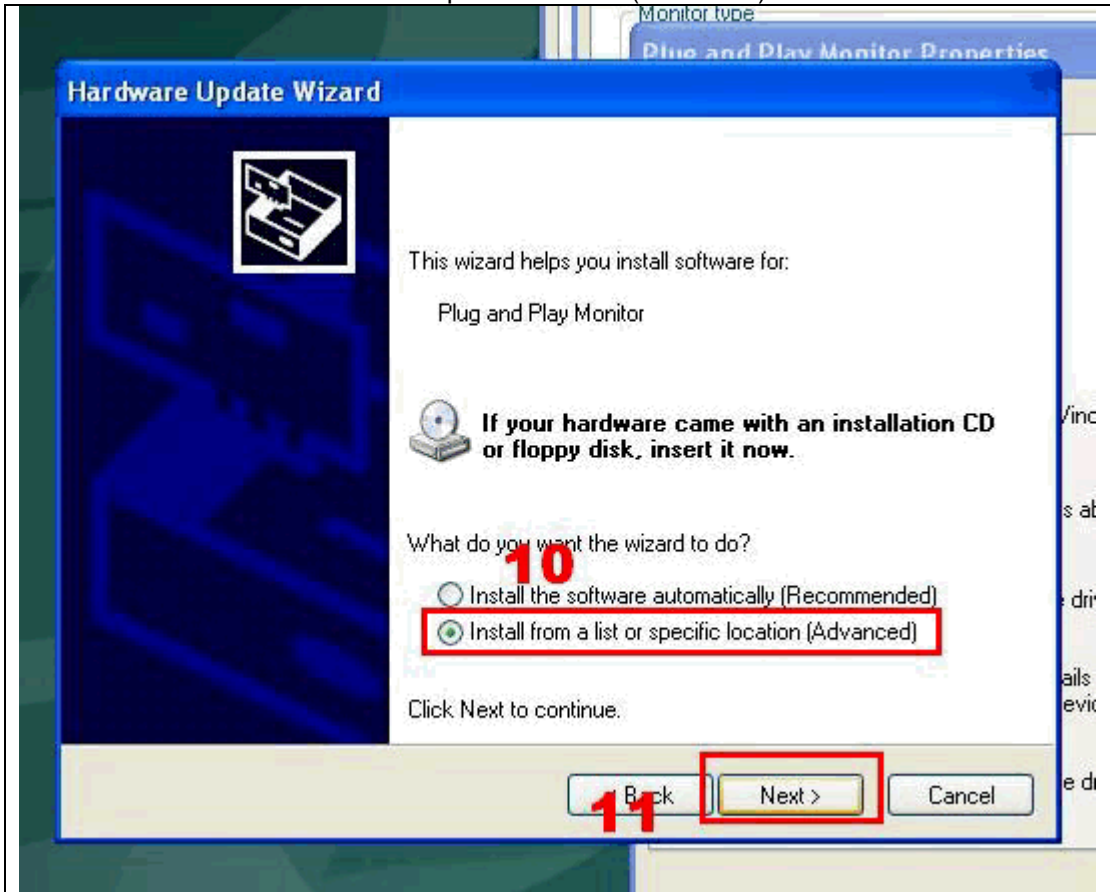 Monitor type
Plug and Play Monitor Properties
Hardware Update Wizard
This wizard helps you install software for:
Plug and Play Monitor
If your hardware came with an installation CD
or floppy disk, insert it now.
What do you want the wizard to do?
10
Install the software automatically (Recommended)
Install from a list or specific location (Advanced)
Click Next to continue.
< Back
Next >
Cancel
11